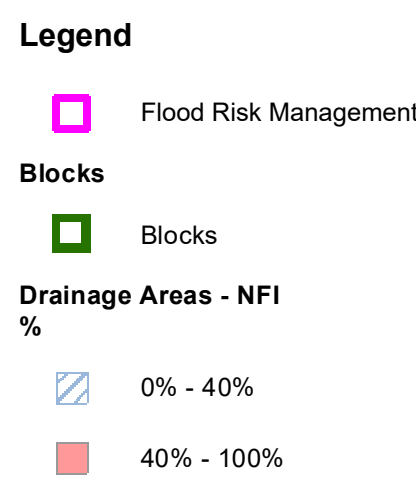 Legend
Flood Risk Management
Blocks
Blocks
Drainage Areas - NFI
%
0% - 40%
40% - 100%